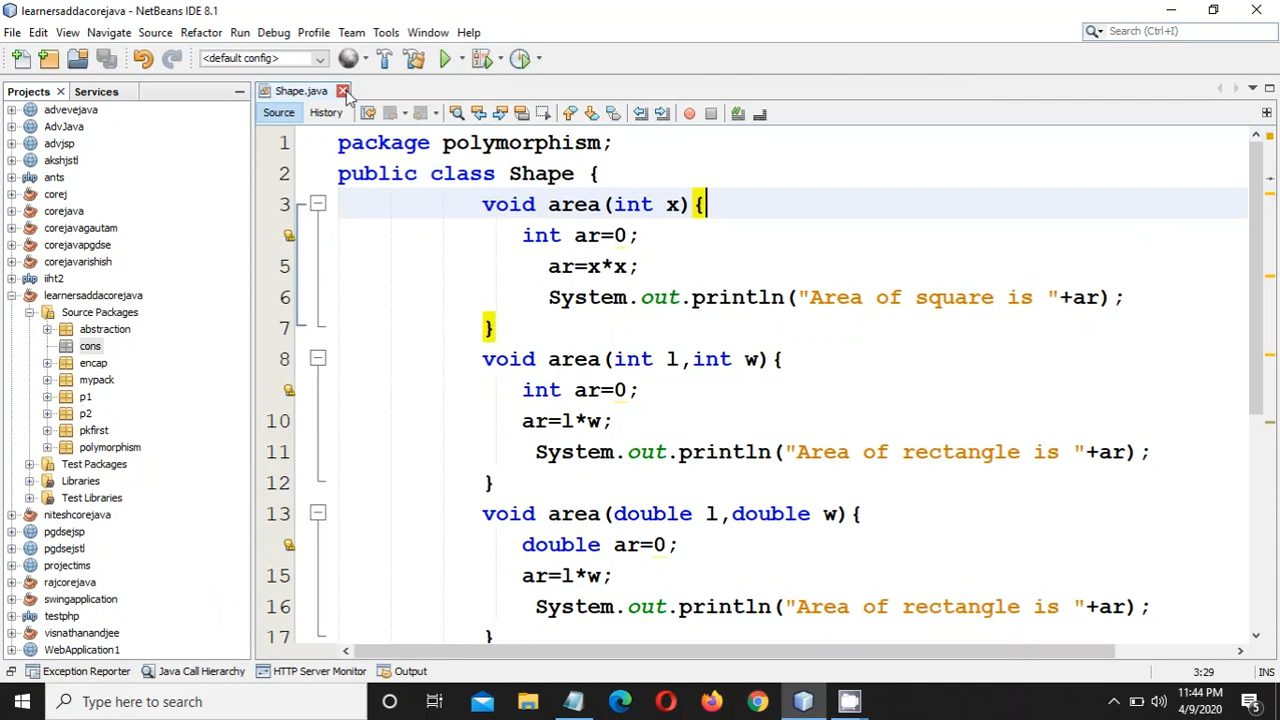 learnersaddacorejava - NetBeans IDE 8.1
File Edit View Navigate Source Refactor Run Debug Profile Team Tools Window Help
Search (Ctrl+I)
<default config>
Projects Services
Shape.java
Source History
advevejava
AdvJava
advjsp
akshjstl
ants
corej
corejava
corejavagautam
corejavapgdse
corejavarishish
iiht2
learnersaddacorejava
Source Packages
abstraction
cons
encap
mypack
p1
p2
pkfirst
polymorphism
Test Packages
Libraries
Test Libraries
niteshcorejava
pgdsejsp
pgdsejstl
projectims
rajcorejava
swingapplication
testphp
visnathanandjee
WebApplication1
1 package polymorphism;
2 public class Shape {
3 void area(int x){
int ar=0;
5 ar=x*x;
6 System.out.println("Area of square is "+ar);
7 }
8 void area(int l,int w){
int ar=0;
10 ar=l*w;
11 System.out.println("Area of rectangle is "+ar);
12 }
13 void area(double l,double w){
double ar=0;
15 ar=l*w;
16 System.out.println("Area of rectangle is "+ar);
17 }
Exception Reporter Java Call Hierarchy HTTP Server Monitor Output
3:29 INS
Type here to search
11:44 PM
4/9/2020
5